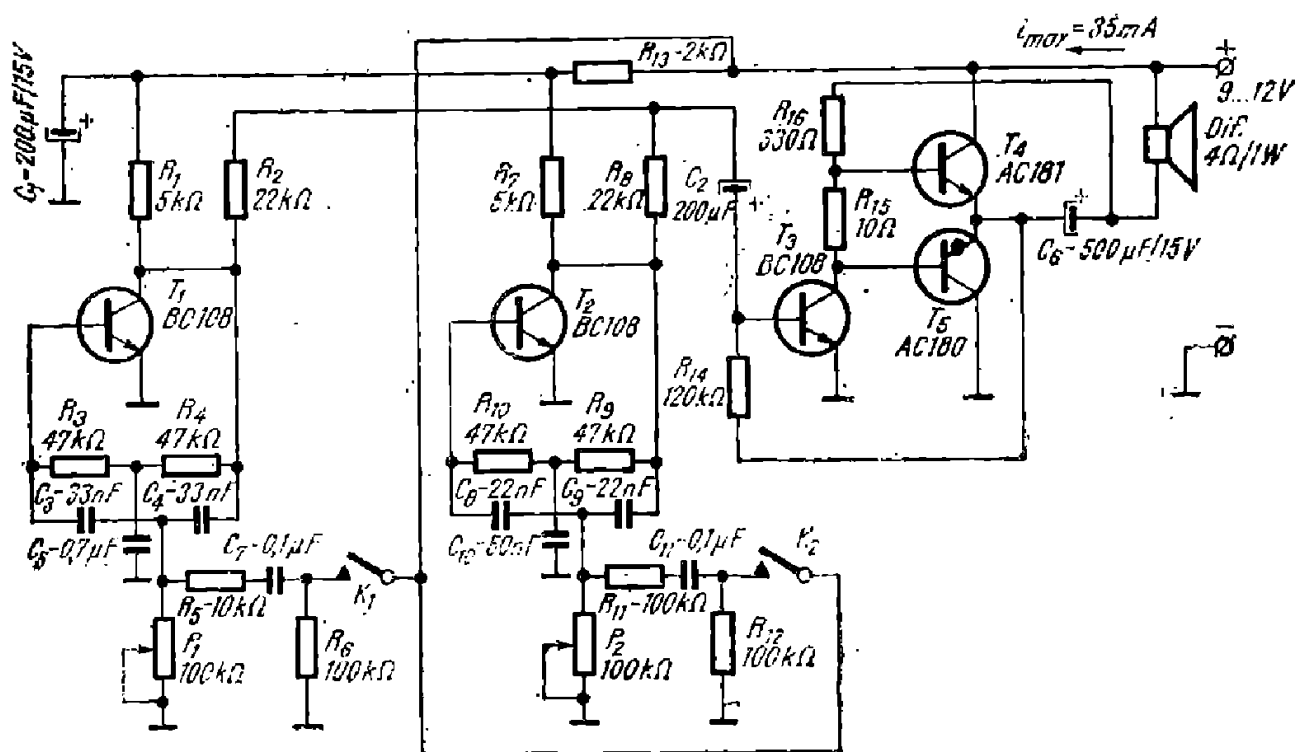 C1=200µF/15V
R13-2kΩ
imax=35mA
+
9...12V
Dif.
4Ω/1W
R1
5kΩ
R2
22kΩ
R7
5kΩ
R8
22kΩ
C2
200µF
+
R16
330Ω
R15
10Ω
T4
AC181
T3
BC108
T5
AC180
+
C6-500µF/15V
T1
BC108
T2
BC108
R14
120kΩ
-
R3
47kΩ
R4
47kΩ
R10
47kΩ
R9
47kΩ
C3-33nF
C4-33nF
C8-22nF
C9-22nF
C5-0,7µF
C7-0,1µF
K1
C10-50nF
C11-0,1µF
K2
R5-10kΩ
R11-100kΩ
P1
100kΩ
R6
100kΩ
P2
100kΩ
R12
100kΩ